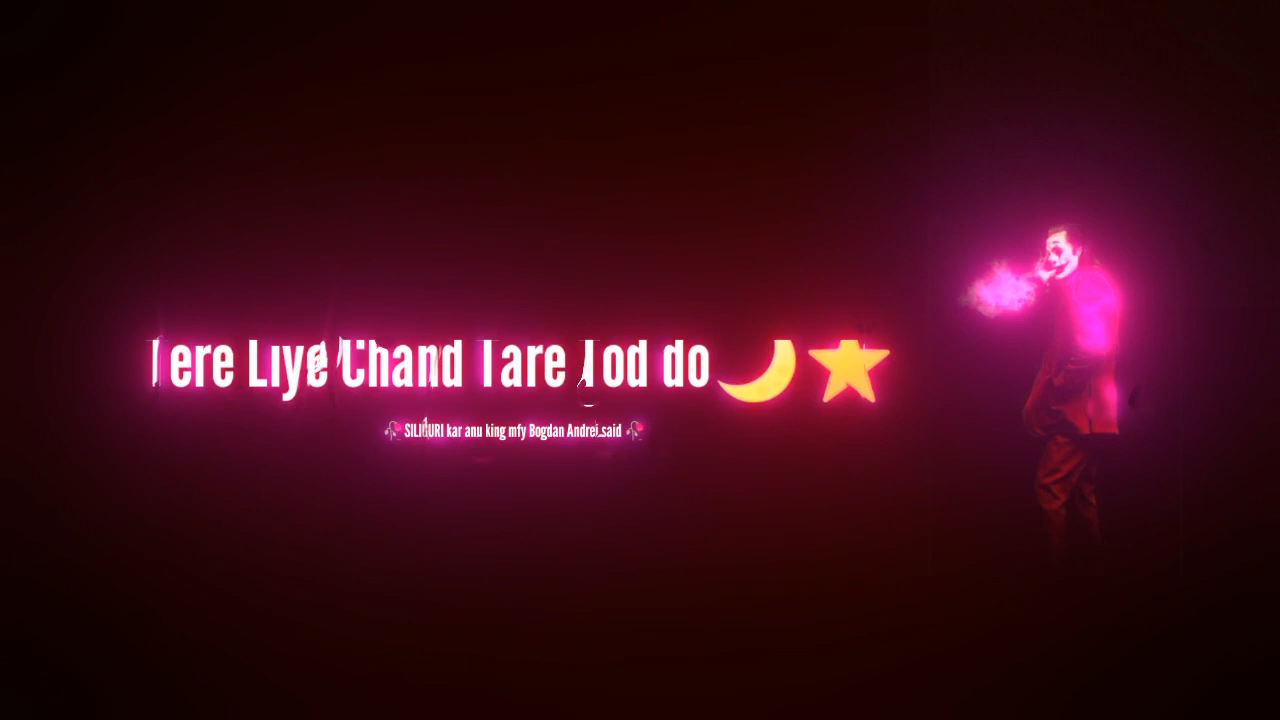 Tere Liye Chand Tare Tod do 🌙⭐
🥀 SILIGURI kar anu king mfy Bogdan Andrei said 🥀